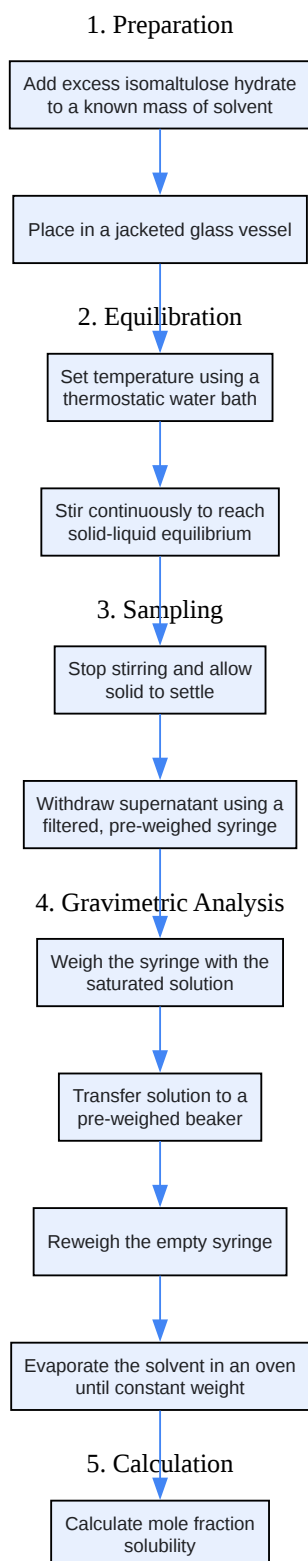 1. Preparation
Add excess isomaltulose hydrate
to a known mass of solvent
Place in a jacketed glass vessel
2. Equilibration
Set temperature using a
thermostatic water bath
Stir continuously to reach
solid-liquid equilibrium
3. Sampling
Stop stirring and allow
solid to settle
Withdraw supernatant using a
filtered, pre-weighed syringe
4. Gravimetric Analysis
Weigh the syringe with the
saturated solution
Transfer solution to a
pre-weighed beaker
Reweigh the empty syringe
Evaporate the solvent in an oven
until constant weight
5. Calculation
Calculate mole fraction
solubility